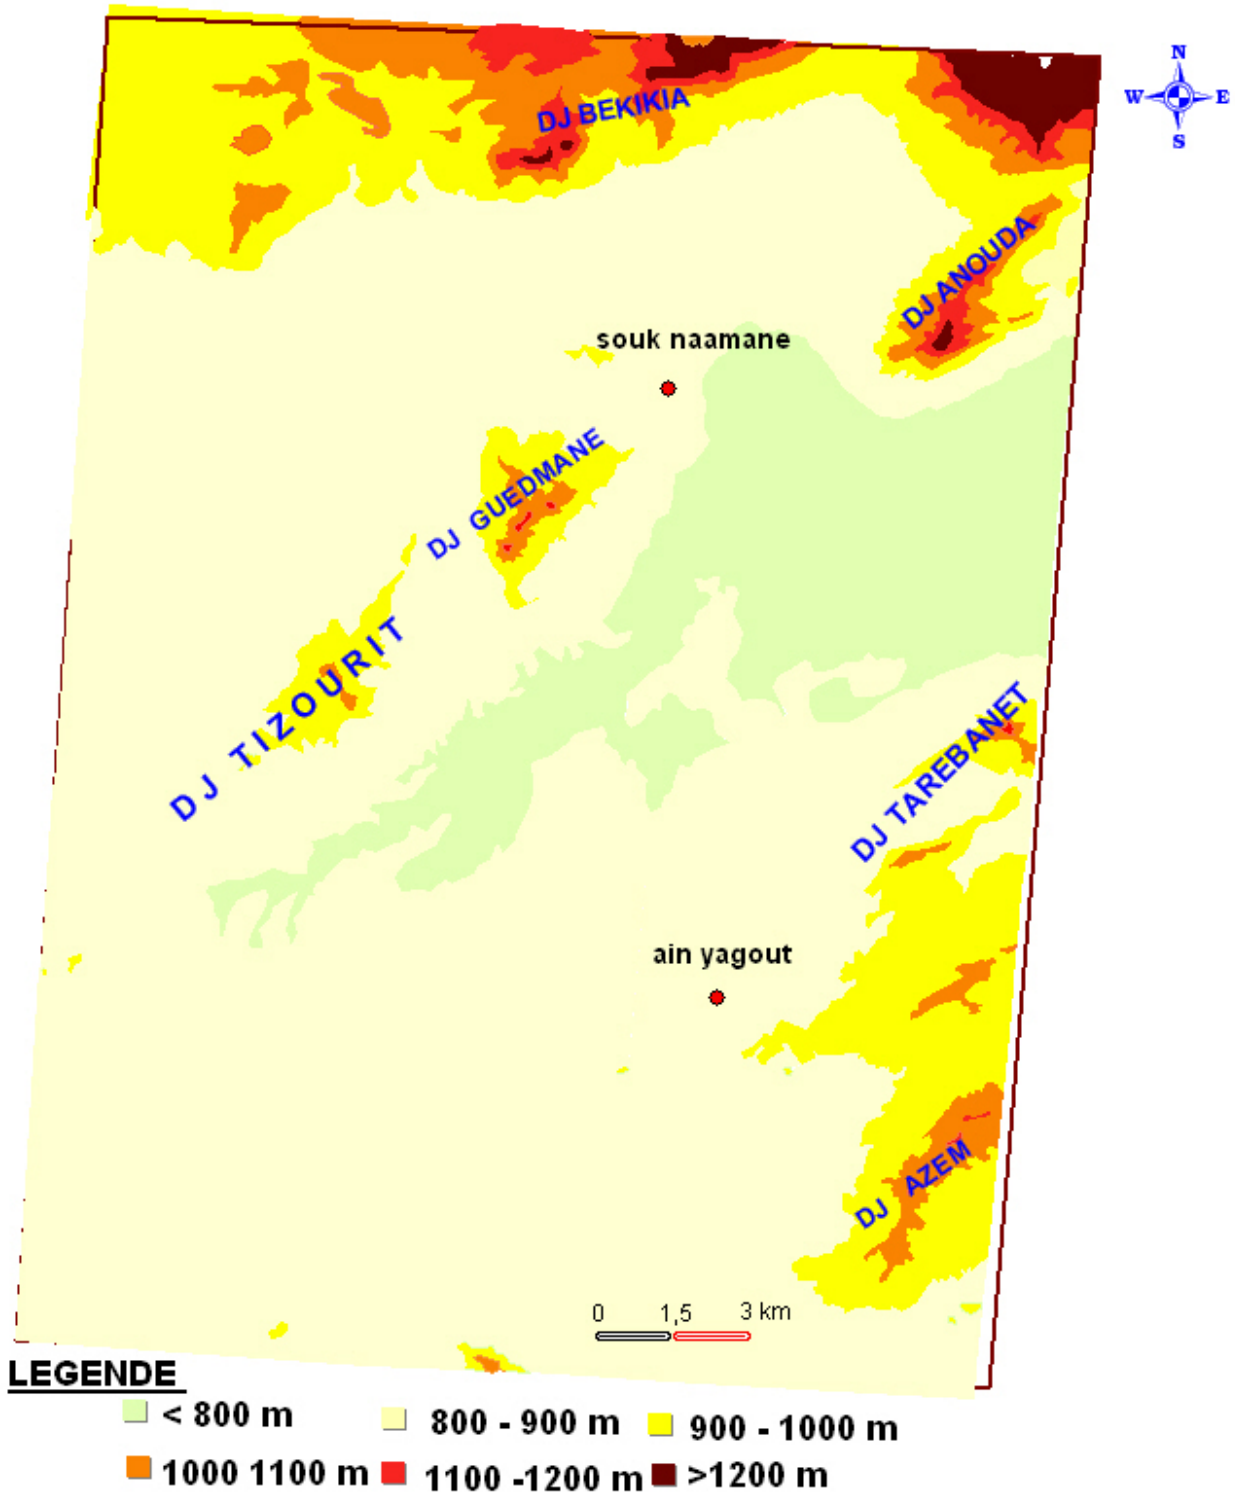 N
W E
S
DJ BEKIKIA
DJ ANOUDA
souk naamane
DJ GUEDMANE
DJ TIZOURIT
DJ TAREBANET
ain yagout
DJ AZEM
0 1,5 3 km
LEGENDE
< 800 m 800 - 900 m 900 - 1000 m
1000 1100 m 1100 -1200 m >1200 m